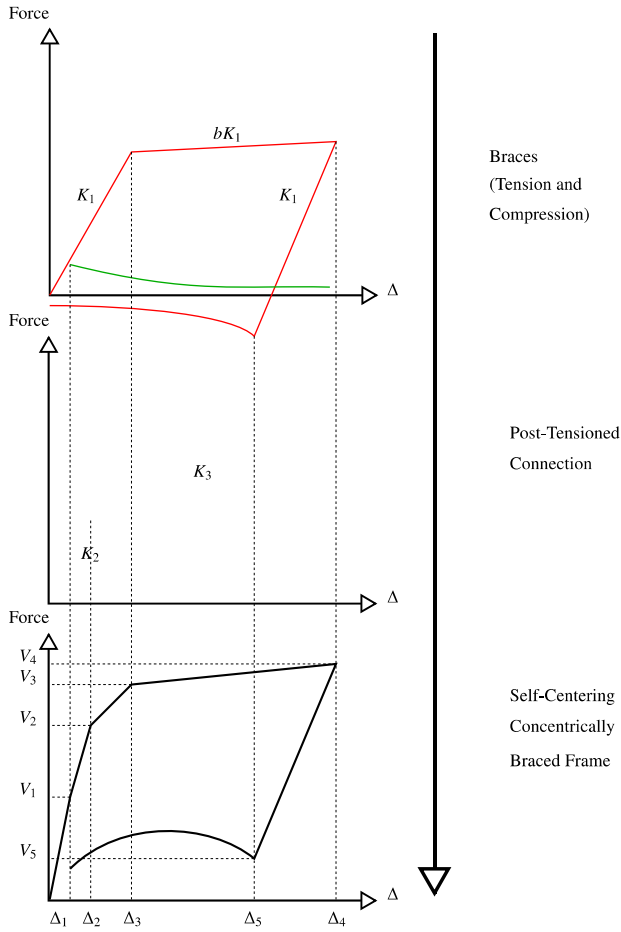 Force
bK₁
K₁
K₁
Δ
Braces
(Tension and
Compression)
Force
K₃
K₂
Δ
Post-Tensioned
Connection
Force
V₄
V₃
V₂
V₁
V₅
Δ
Δ₁ Δ₂ Δ₃ Δ₅ Δ₄
Self-Centering
Concentrically
Braced Frame